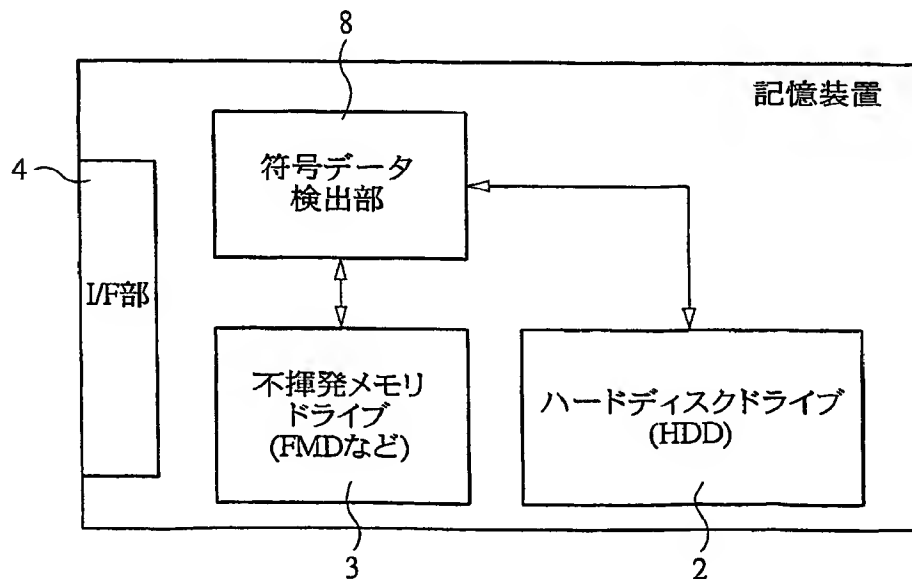 8
記憶装置
符号データ
検出部
4
I/F部
不揮発メモリ
ドライブ
(FMDなど)
ハードディスクドライブ
(HDD)
3
2